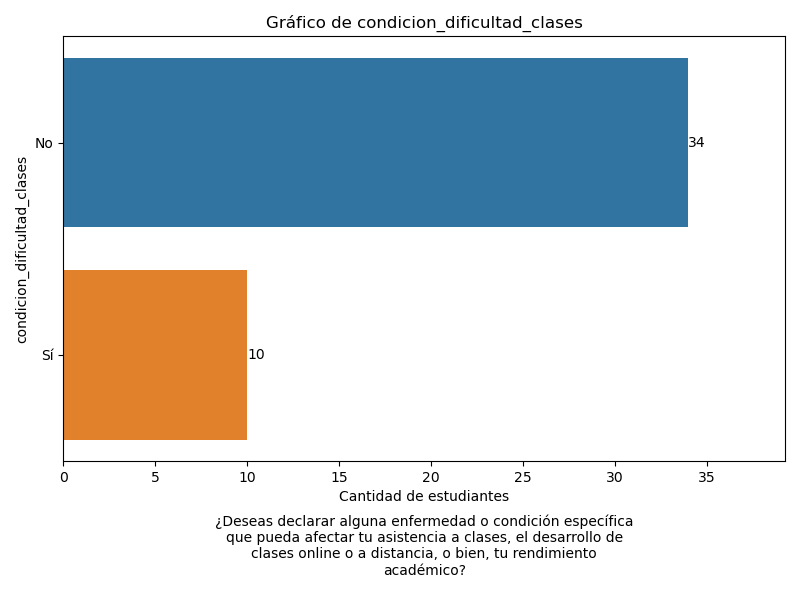 Gráfico de condicion_dificultad_clases
condicion_dificultad_clases
No
34
Sí
10
0 5 10 15 20 25 30 35
Cantidad de estudiantes
¿Deseas declarar alguna enfermedad o condición específica
que pueda afectar tu asistencia a clases, el desarrollo de
clases online o a distancia, o bien, tu rendimiento
académico?